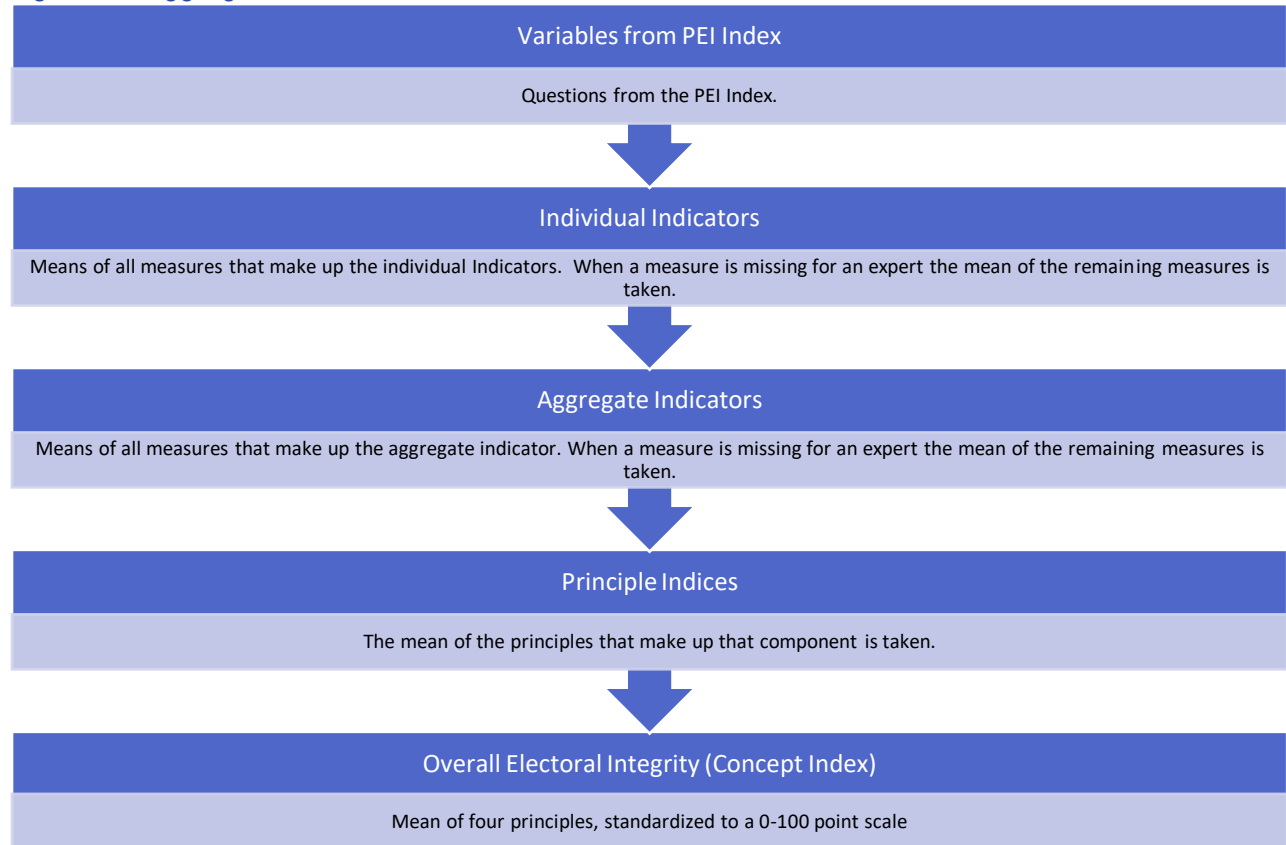 Variables from PEI Index
Questions from the PEI Index.
Individual Indicators
Means of all measures that make up the individual Indicators. When a measure is missing for an expert the mean of the remaining measures is
taken.
Aggregate Indicators
Means of all measures that make up the aggregate indicator. When a measure is missing for an expert the mean of the remaining measures is
taken.
Principle Indices
The mean of the principles that make up that component is taken.
Overall Electoral Integrity (Concept Index)
Mean of four principles, standardized to a 0-100 point scale